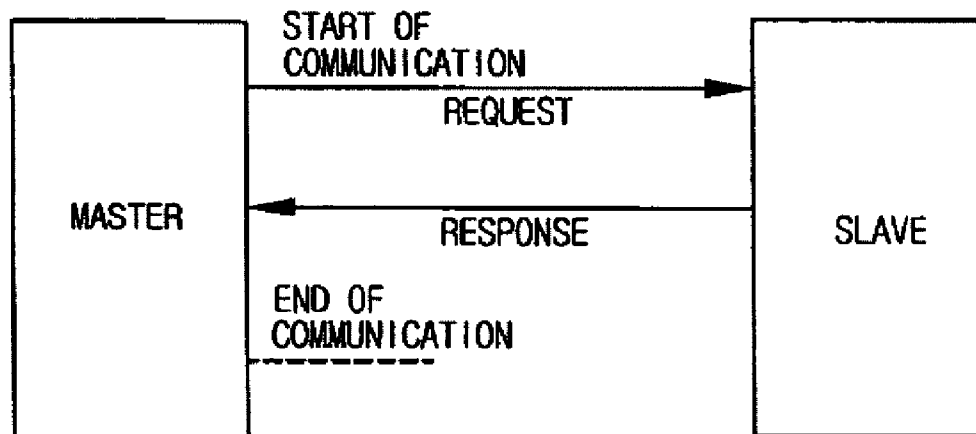 START OF
COMMUNICATION
REQUEST
MASTER
RESPONSE
SLAVE
END OF
COMMUNICATION